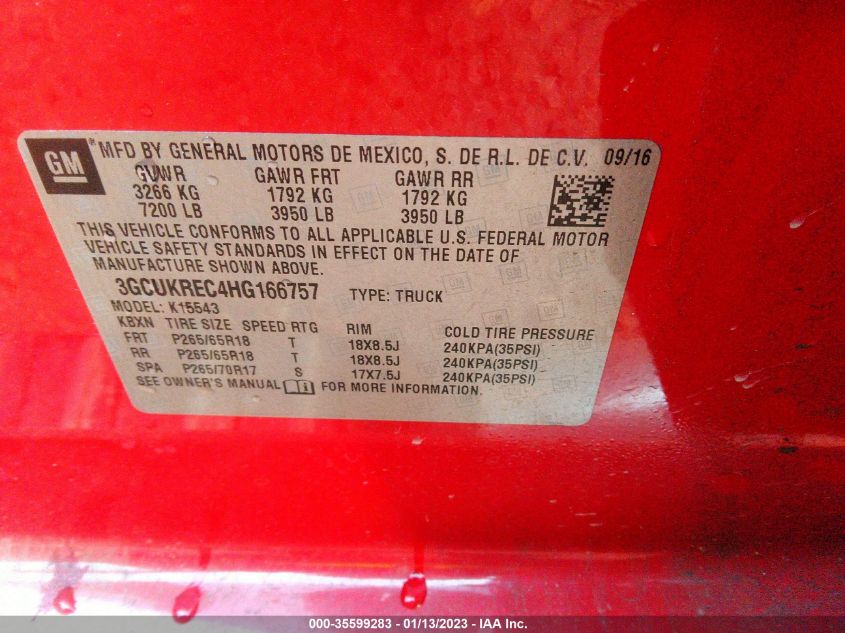 GM ® MFD BY GENERAL MOTORS DE MEXICO, S. DE R.L. DE C.V. 09/16
GVWR GAWR FRT GAWR RR
3266 KG 1792 KG 1792 KG
7200 LB 3950 LB 3950 LB
THIS VEHICLE CONFORMS TO ALL APPLICABLE U.S. FEDERAL MOTOR
VEHICLE SAFETY STANDARDS IN EFFECT ON THE DATE OF
MANUFACTURE SHOWN ABOVE.
3GCUKREC4HG166757 TYPE: TRUCK
MODEL: K15543
KBXN TIRE SIZE SPEED RTG RIM COLD TIRE PRESSURE
FRT P265/65R18 T 18X8.5J 240KPA(35PSI)
RR P265/65R18 T 18X8.5J 240KPA(35PSI)
SPA P265/70R17 S 17X7.5J 240KPA(35PSI)
SEE OWNER'S MANUAL FOR MORE INFORMATION.
000-35599283 - 01/13/2023 - IAA Inc.